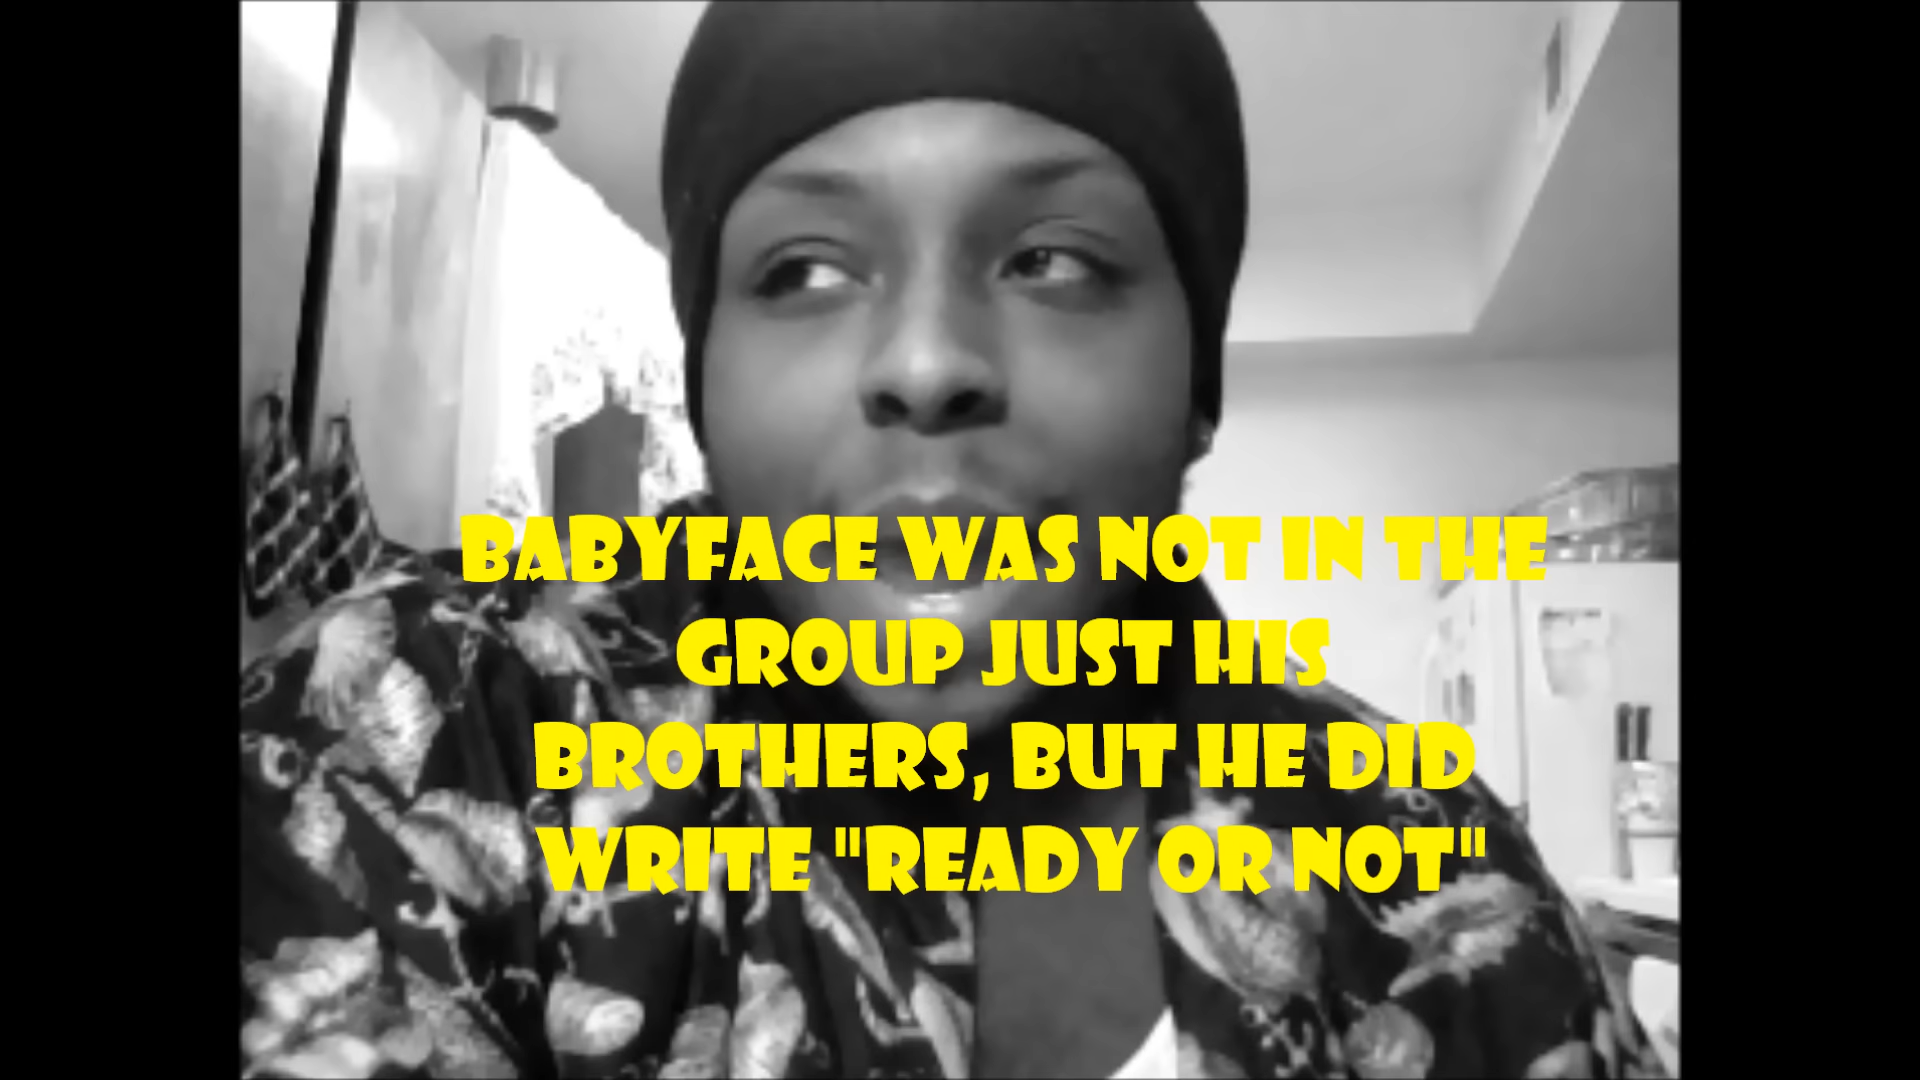 BABYFACE WAS NOT IN THE
GROUP JUST HIS
BROTHERS, BUT HE DID
WRITE "READY OR NOT"